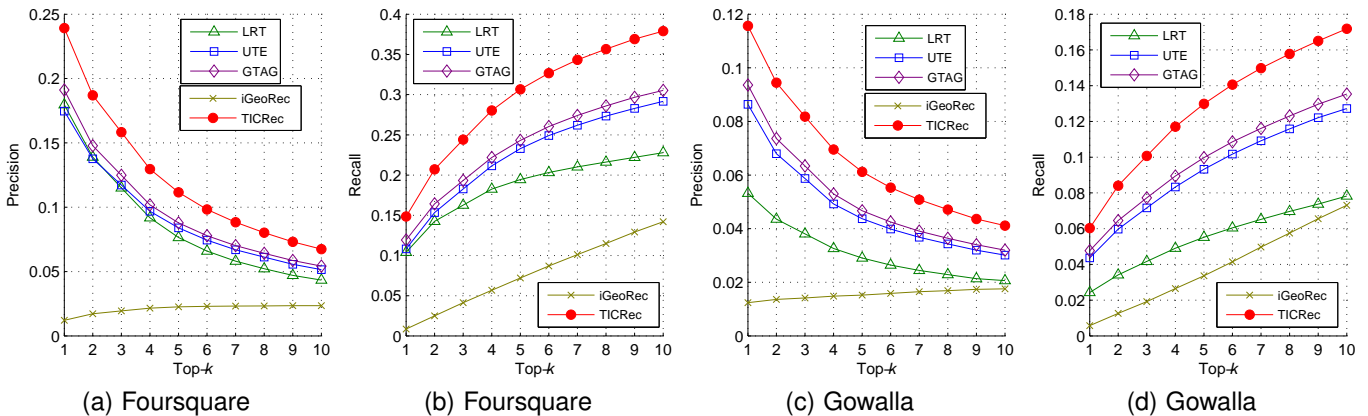 0.25
0.2
0.15
0.1
0.05
0
Precision
LRT
UTE
GTAG
iGeoRec
TICRec
1 2 3 4 5 6 7 8 9 10
Top-k
(a) Foursquare
0.4
0.35
0.3
0.25
0.2
0.15
0.1
0.05
0
Recall
LRT
UTE
GTAG
iGeoRec
TICRec
1 2 3 4 5 6 7 8 9 10
Top-k
(b) Foursquare
0.12
0.1
0.08
0.06
0.04
0.02
0
Precision
LRT
UTE
GTAG
iGeoRec
TICRec
1 2 3 4 5 6 7 8 9 10
Top-k
(c) Gowalla
0.18
0.16
0.14
0.12
0.1
0.08
0.06
0.04
0.02
0
Recall
LRT
UTE
GTAG
iGeoRec
TICRec
1 2 3 4 5 6 7 8 9 10
Top-k
(d) Gowalla